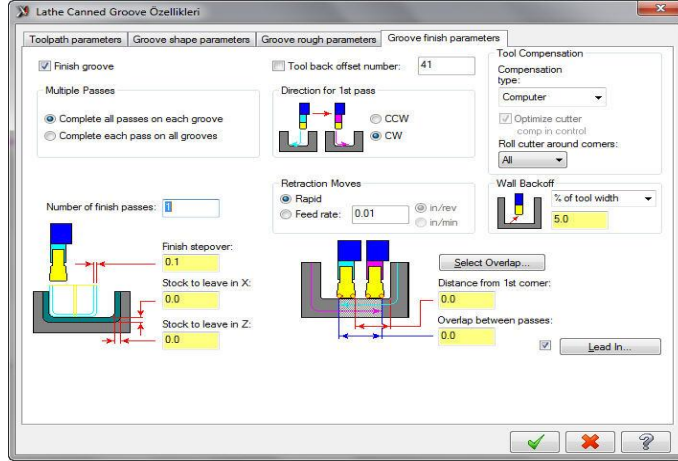 Lathe Canned Groove Özellikleri
Toolpath parameters
Groove shape parameters
Groove rough parameters
Groove finish parameters
Finish groove
Tool back offset number: 41
Tool Compensation
Compensation
type:
Computer
Optimize cutter
comp in control
Roll cutter around corners:
All
Multiple Passes
Complete all passes on each groove
Complete each pass on all grooves
Direction for 1st pass
CCW
CW
Retraction Moves
Rapid
Feed rate: 0.01
in/rev
in/min
Wall Backoff
% of tool width
5.0
Number of finish passes: 1
Finish stepover:
0.1
Stock to leave in X:
0.0
Stock to leave in Z:
0.0
Select Overlap...
Distance from 1st corner:
0.0
Overlap between passes:
0.0
Lead In...